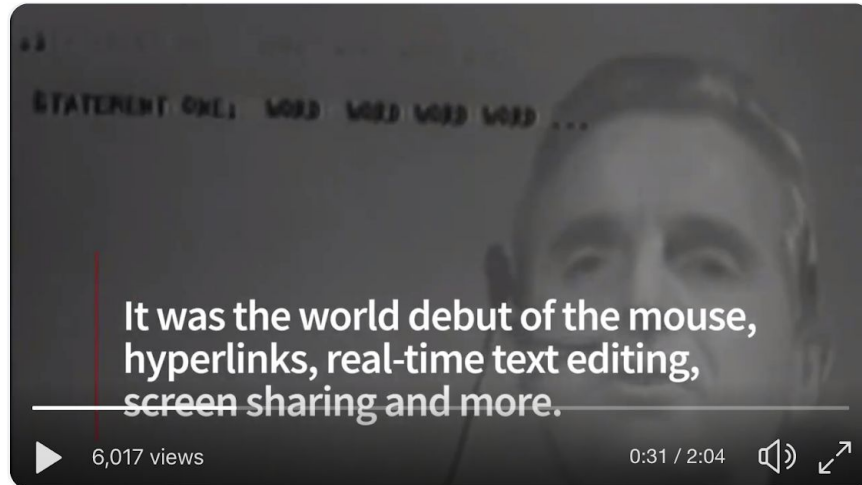 STATEMENT ONE: WORD WORD WORD WORD ...
It was the world debut of the mouse,
hyperlinks, real-time text editing,
screen sharing and more.
6,017 views
0:31 / 2:04